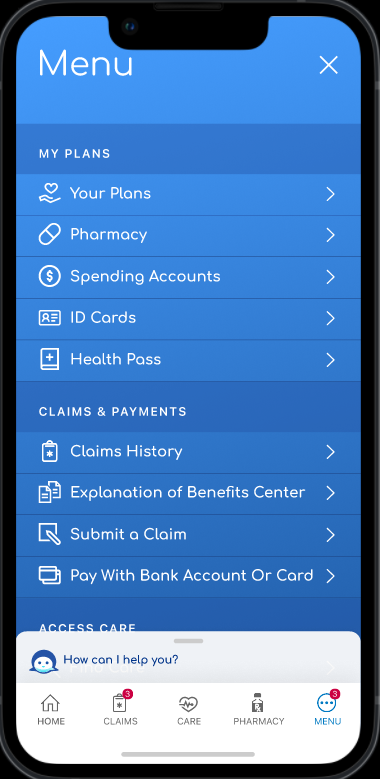 Menu
MY PLANS
Your Plans
Pharmacy
Spending Accounts
ID Cards
Health Pass
CLAIMS & PAYMENTS
Claims History
Explanation of Benefits Center
Submit a Claim
Pay With Bank Account Or Card
ACCESS CARE
How can I help you?
3
3
HOME
CLAIMS
CARE
PHARMACY
MENU